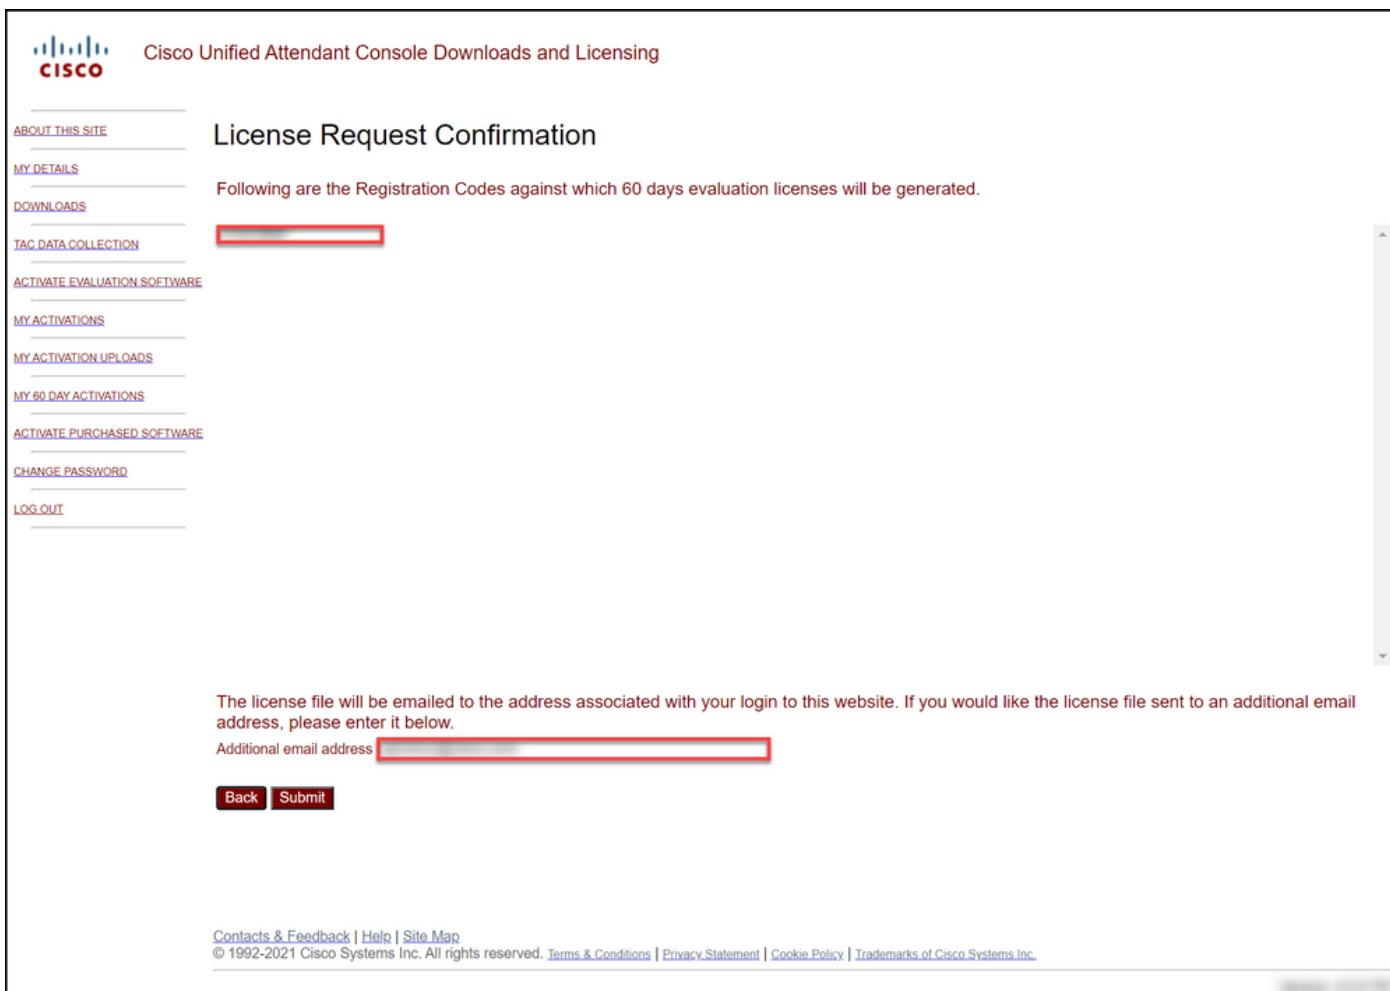 CISCO
Cisco Unified Attendant Console Downloads and Licensing
ABOUT THIS SITE
MY DETAILS
DOWNLOADS
TAC DATA COLLECTION
ACTIVATE EVALUATION SOFTWARE
MY ACTIVATIONS
MY ACTIVATION UPLOADS
MY 60 DAY ACTIVATIONS
ACTIVATE PURCHASED SOFTWARE
CHANGE PASSWORD
LOG OUT
License Request Confirmation
Following are the Registration Codes against which 60 days evaluation licenses will be generated.
The license file will be emailed to the address associated with your login to this website. If you would like the license file sent to an additional email
address, please enter it below.
Additional email address
Back Submit
Contacts & Feedback | Help | Site Map
© 1992-2021 Cisco Systems Inc. All rights reserved. Terms & Conditions | Privacy Statement | Cookie Policy | Trademarks of Cisco Systems Inc.